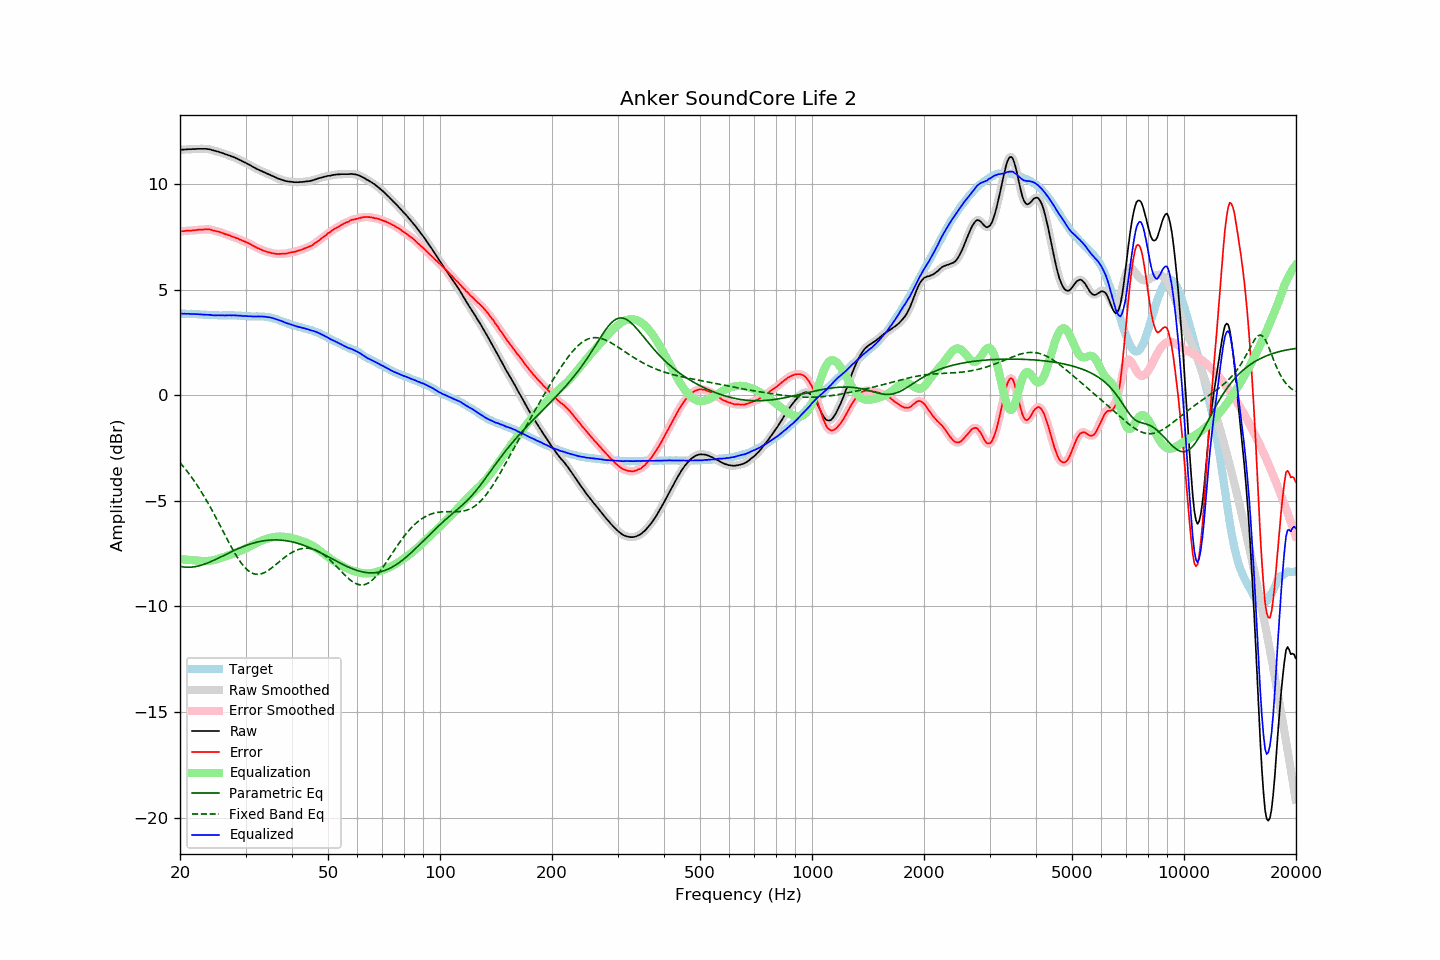 Anker SoundCore Life 2
Amplitude (dBr)
10
5
0
−5
−10
−15
−20
Target
Raw Smoothed
Error Smoothed
Raw
Error
Equalization
Parametric Eq
Fixed Band Eq
Equalized
20 50 100 200 500 1000 2000 5000 10000 20000
Frequency (Hz)